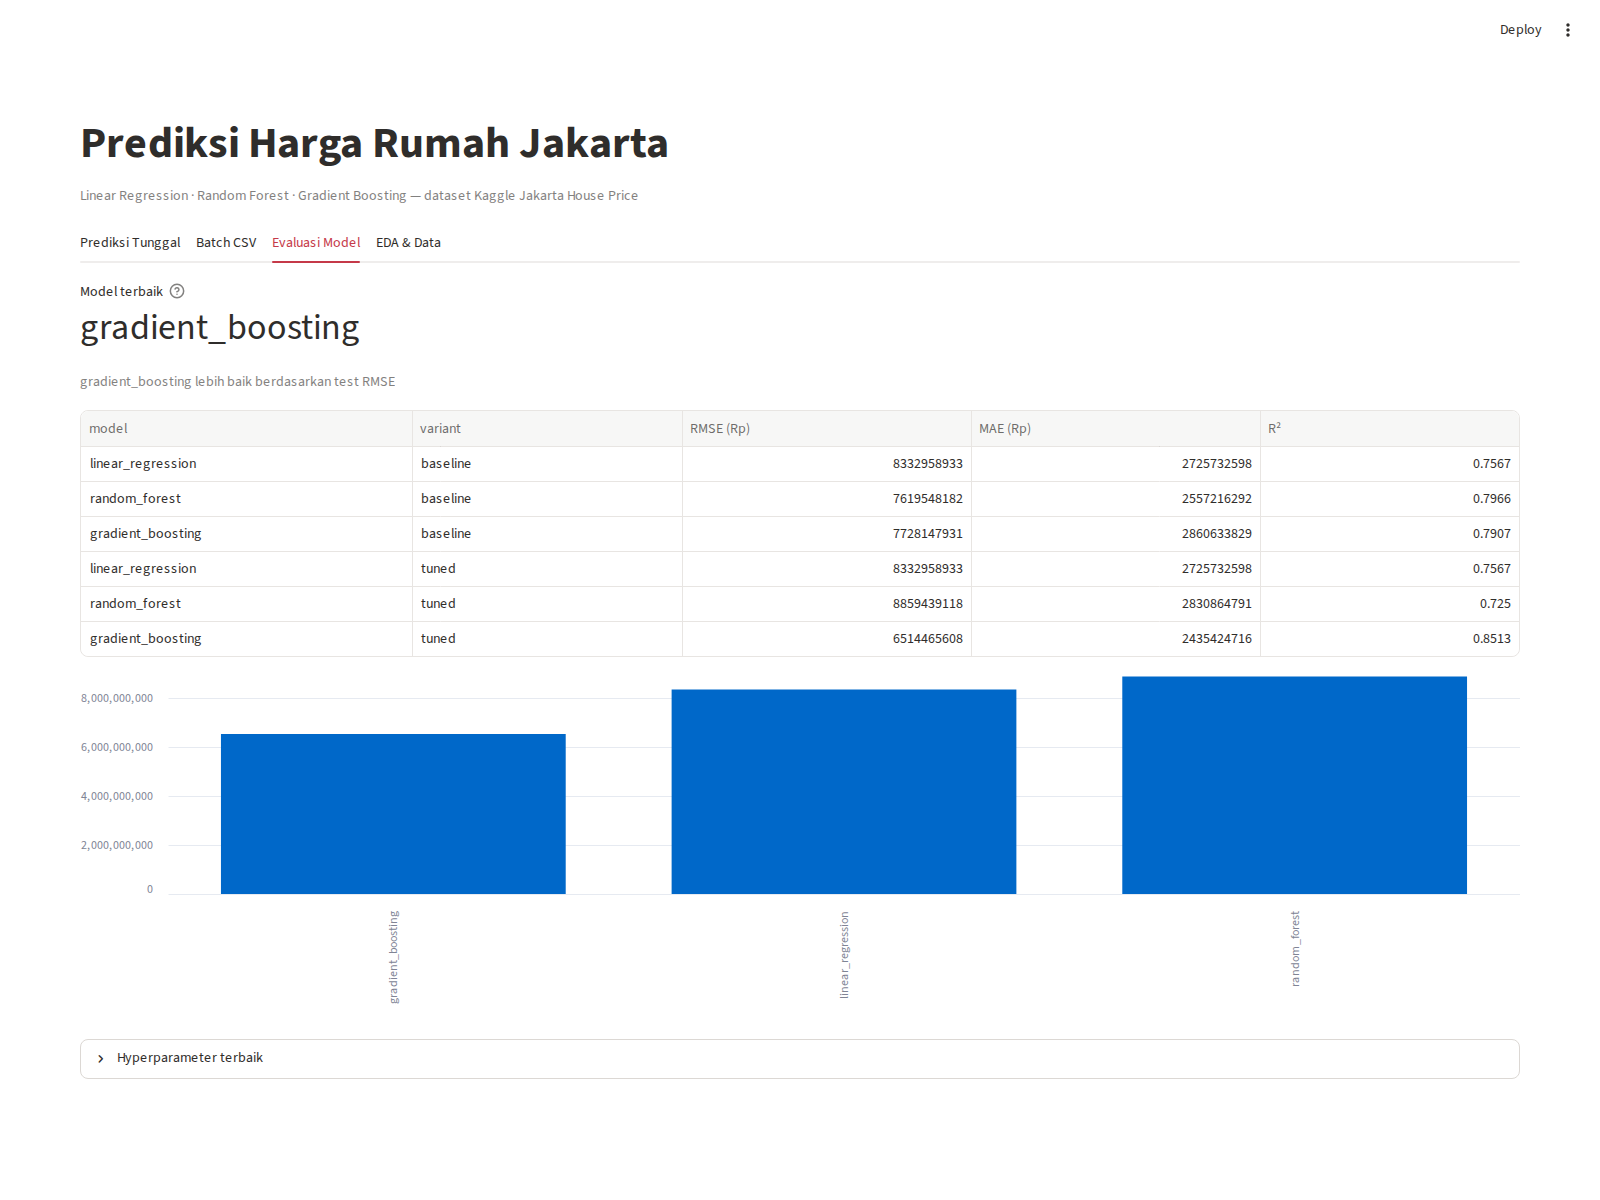 Deploy
Prediksi Harga Rumah Jakarta
Linear Regression · Random Forest · Gradient Boosting — dataset Kaggle Jakarta House Price
Prediksi Tunggal Batch CSV Evaluasi Model EDA & Data
Model terbaik
gradient_boosting
gradient_boosting lebih baik berdasarkan test RMSE
model variant RMSE (Rp) MAE (Rp) R²
linear_regression baseline 8332958933 2725732598 0.7567
random_forest baseline 7619548182 2557216292 0.7966
gradient_boosting baseline 7728147931 2860633829 0.7907
linear_regression tuned 8332958933 2725732598 0.7567
random_forest tuned 8859439118 2830864791 0.725
gradient_boosting tuned 6514465608 2435424716 0.8513
8,000,000,000
6,000,000,000
4,000,000,000
2,000,000,000
0
gradient_boosting
linear_regression
random_forest
Hyperparameter terbaik